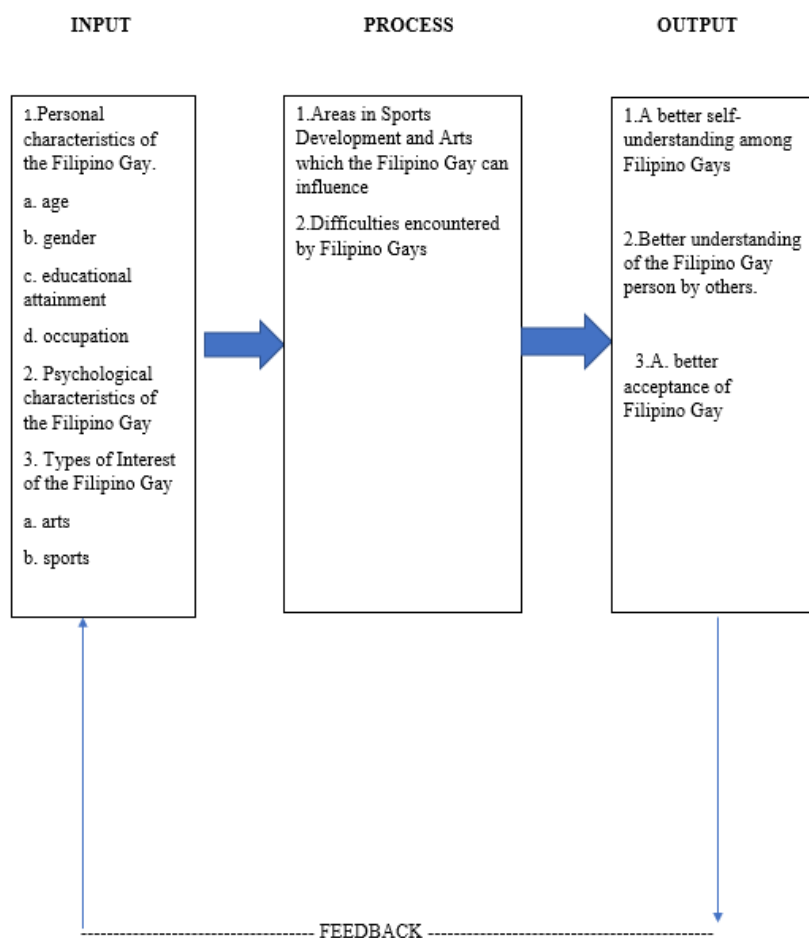 INPUT
PROCESS
OUTPUT
1.Personal
characteristics of
the Filipino Gay.
a. age
b. gender
c. educational
attainment
d. occupation
2. Psychological
characteristics of
the Filipino Gay
3. Types of Interest
of the Filipino Gay
a. arts
b. sports
1.Areas in Sports
Development and Arts
which the Filipino Gay can
influence
2.Difficulties encountered
by Filipino Gays
1.A better self-
understanding among
Filipino Gays
2.Better understanding
of the Filipino Gay
person by others.
3.A. better
acceptance of
Filipino Gay
FEEDBACK